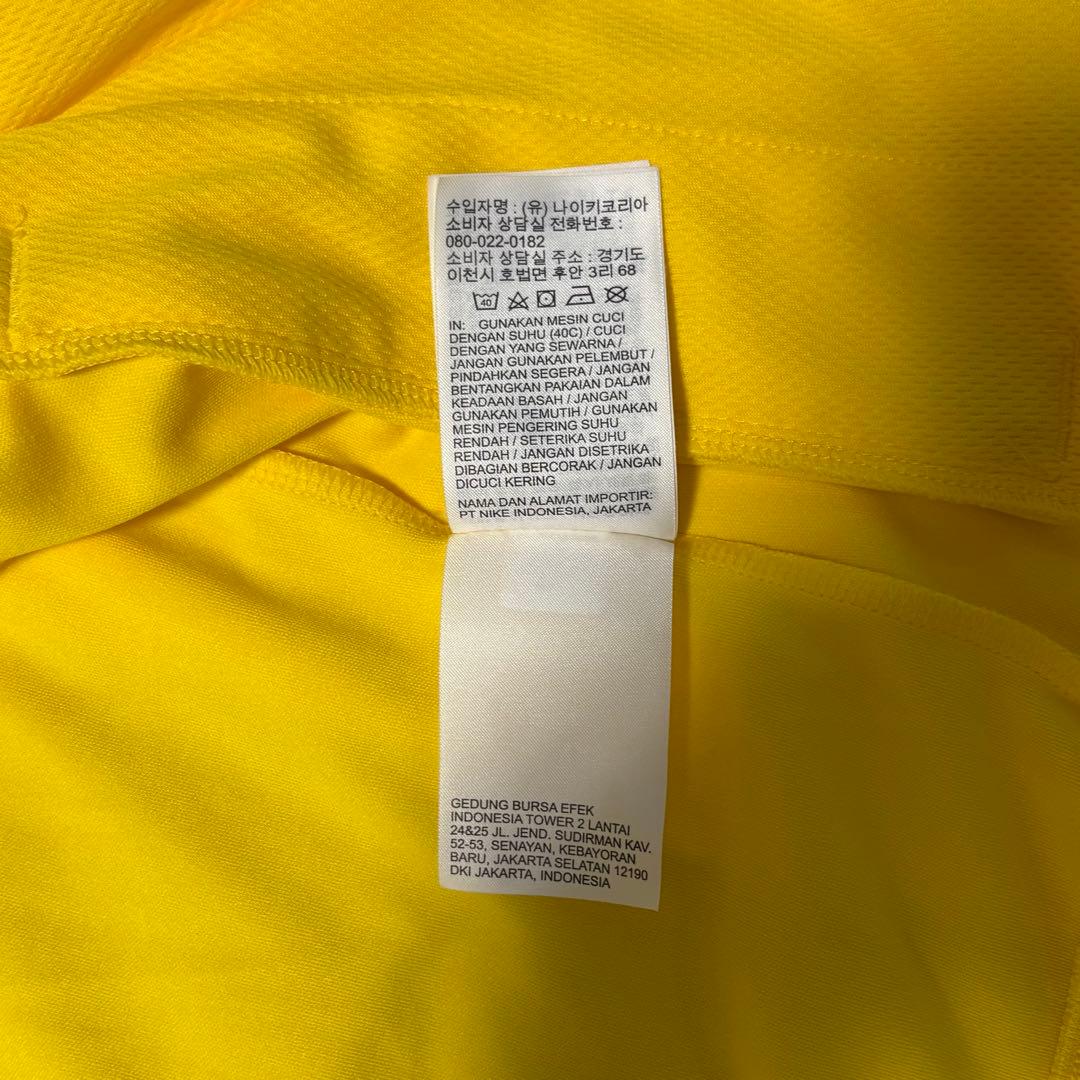 수입자명 : (유) 나이키코리아
소비자 상담실 전화번호 :
080-022-0182
소비자 상담실 주소 : 경기도
이천시 호법면 후안 3리 68
40
IN: GUNAKAN MESIN CUCI
DENGAN SUHU (40C) / CUCI
DENGAN YANG SEWARNA /
JANGAN GUNAKAN PELEMBUT /
PINDAHKAN SEGERA / JANGAN
BENTANGKAN PAKAIAN DALAM
KEADAAN BASAH / JANGAN
GUNAKAN PEMUTIH / GUNAKAN
MESIN PENGERING SUHU
RENDAH / SETERIKA SUHU
RENDAH / JANGAN DISETRIKA
DIBAGIAN BERCORAK / JANGAN
DICUCI KERING
NAMA DAN ALAMAT IMPORTIR:
PT NIKE INDONESIA, JAKARTA
GEDUNG BURSA EFEK
INDONESIA TOWER 2 LANTAI
24&25 JL. JEND. SUDIRMAN KAV.
52-53, SENAYAN, KEBAYORAN
BARU, JAKARTA SELATAN 12190
DKI JAKARTA, INDONESIA